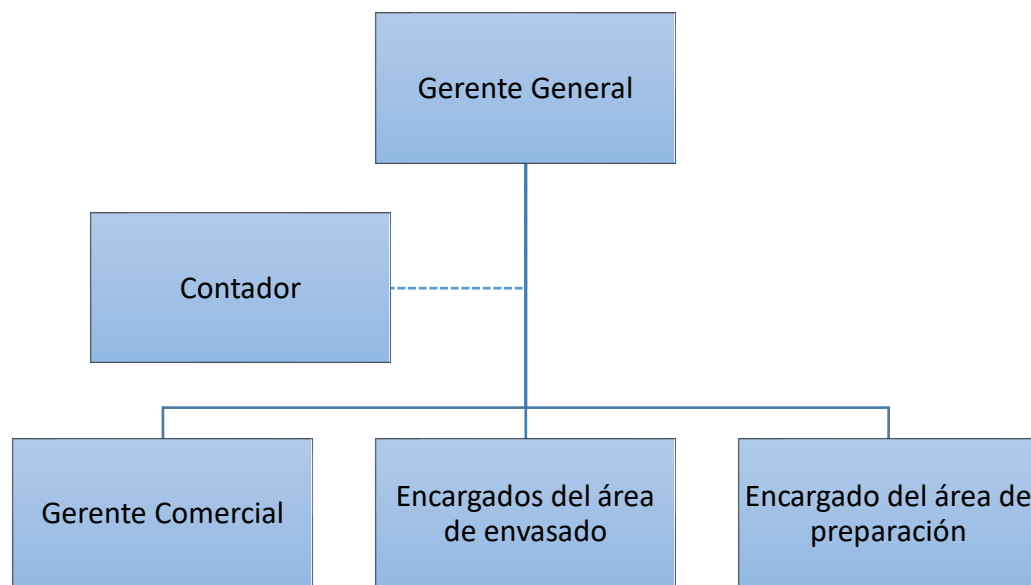 Gerente General
Contador
Gerente Comercial
Encargados del área
de envasado
Encargado del área de
preparación